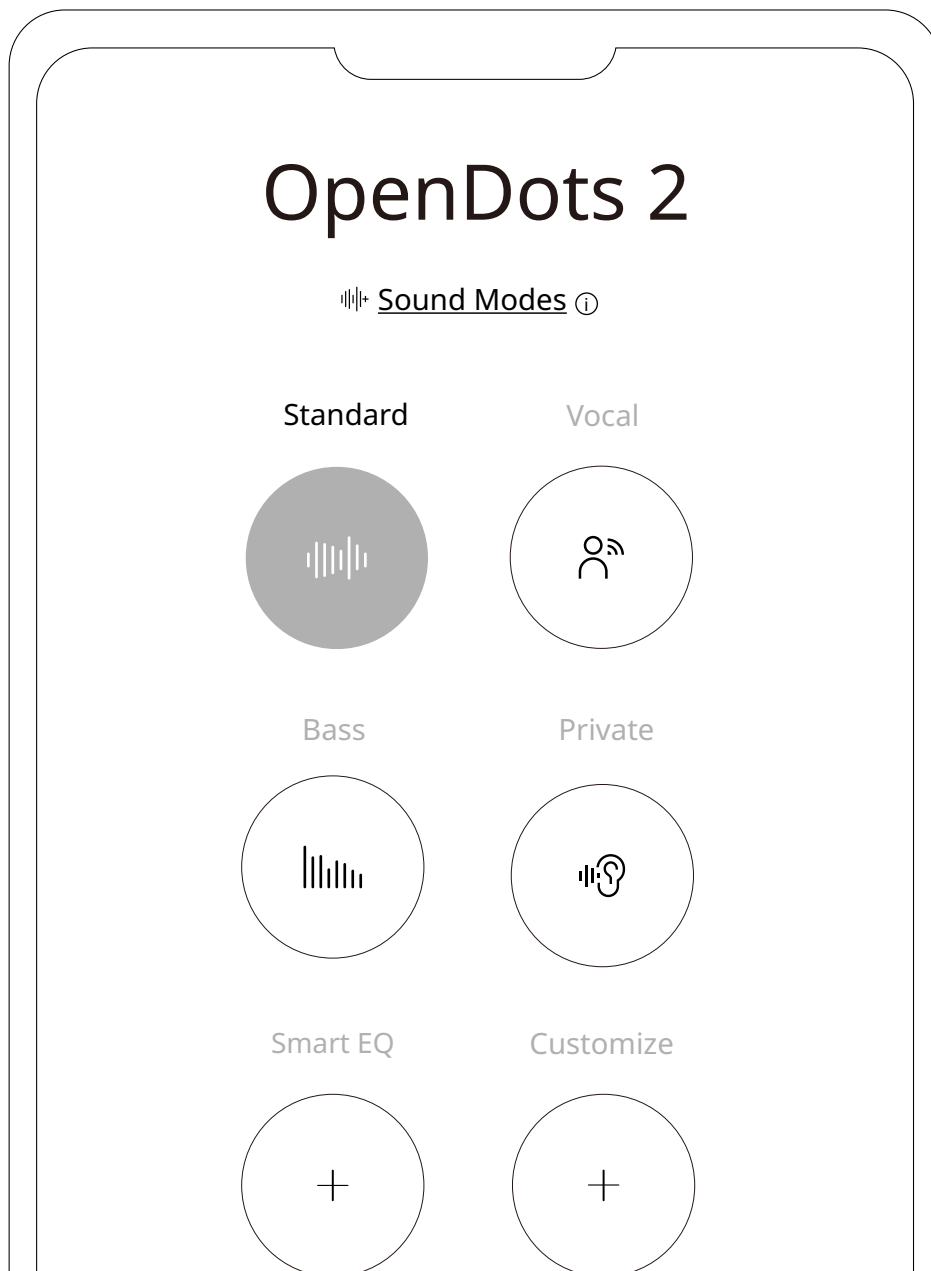 OpenDots 2
Sound Modes
Standard
Vocal
Bass
Private
Smart EQ
Customize